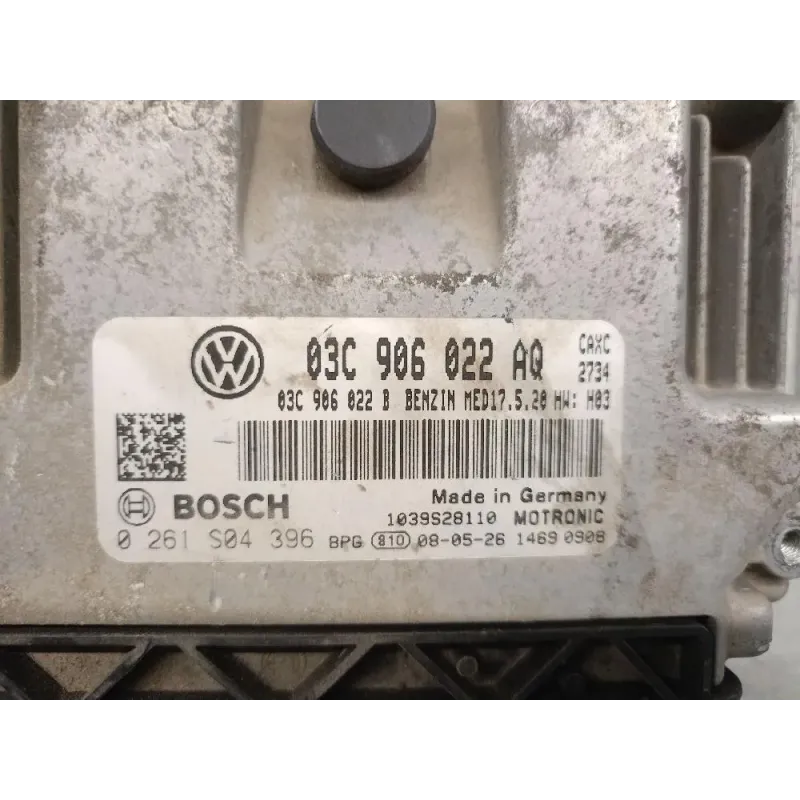 03C 906 022 AQ CAXC
2734
03C 906 022 B BENZIN MED17.5.20 HW: H03
BOSCH Made in Germany
1039S28110 MOTRONIC
0 261 S04 396 BPG 810 08-05-26 1469 0908